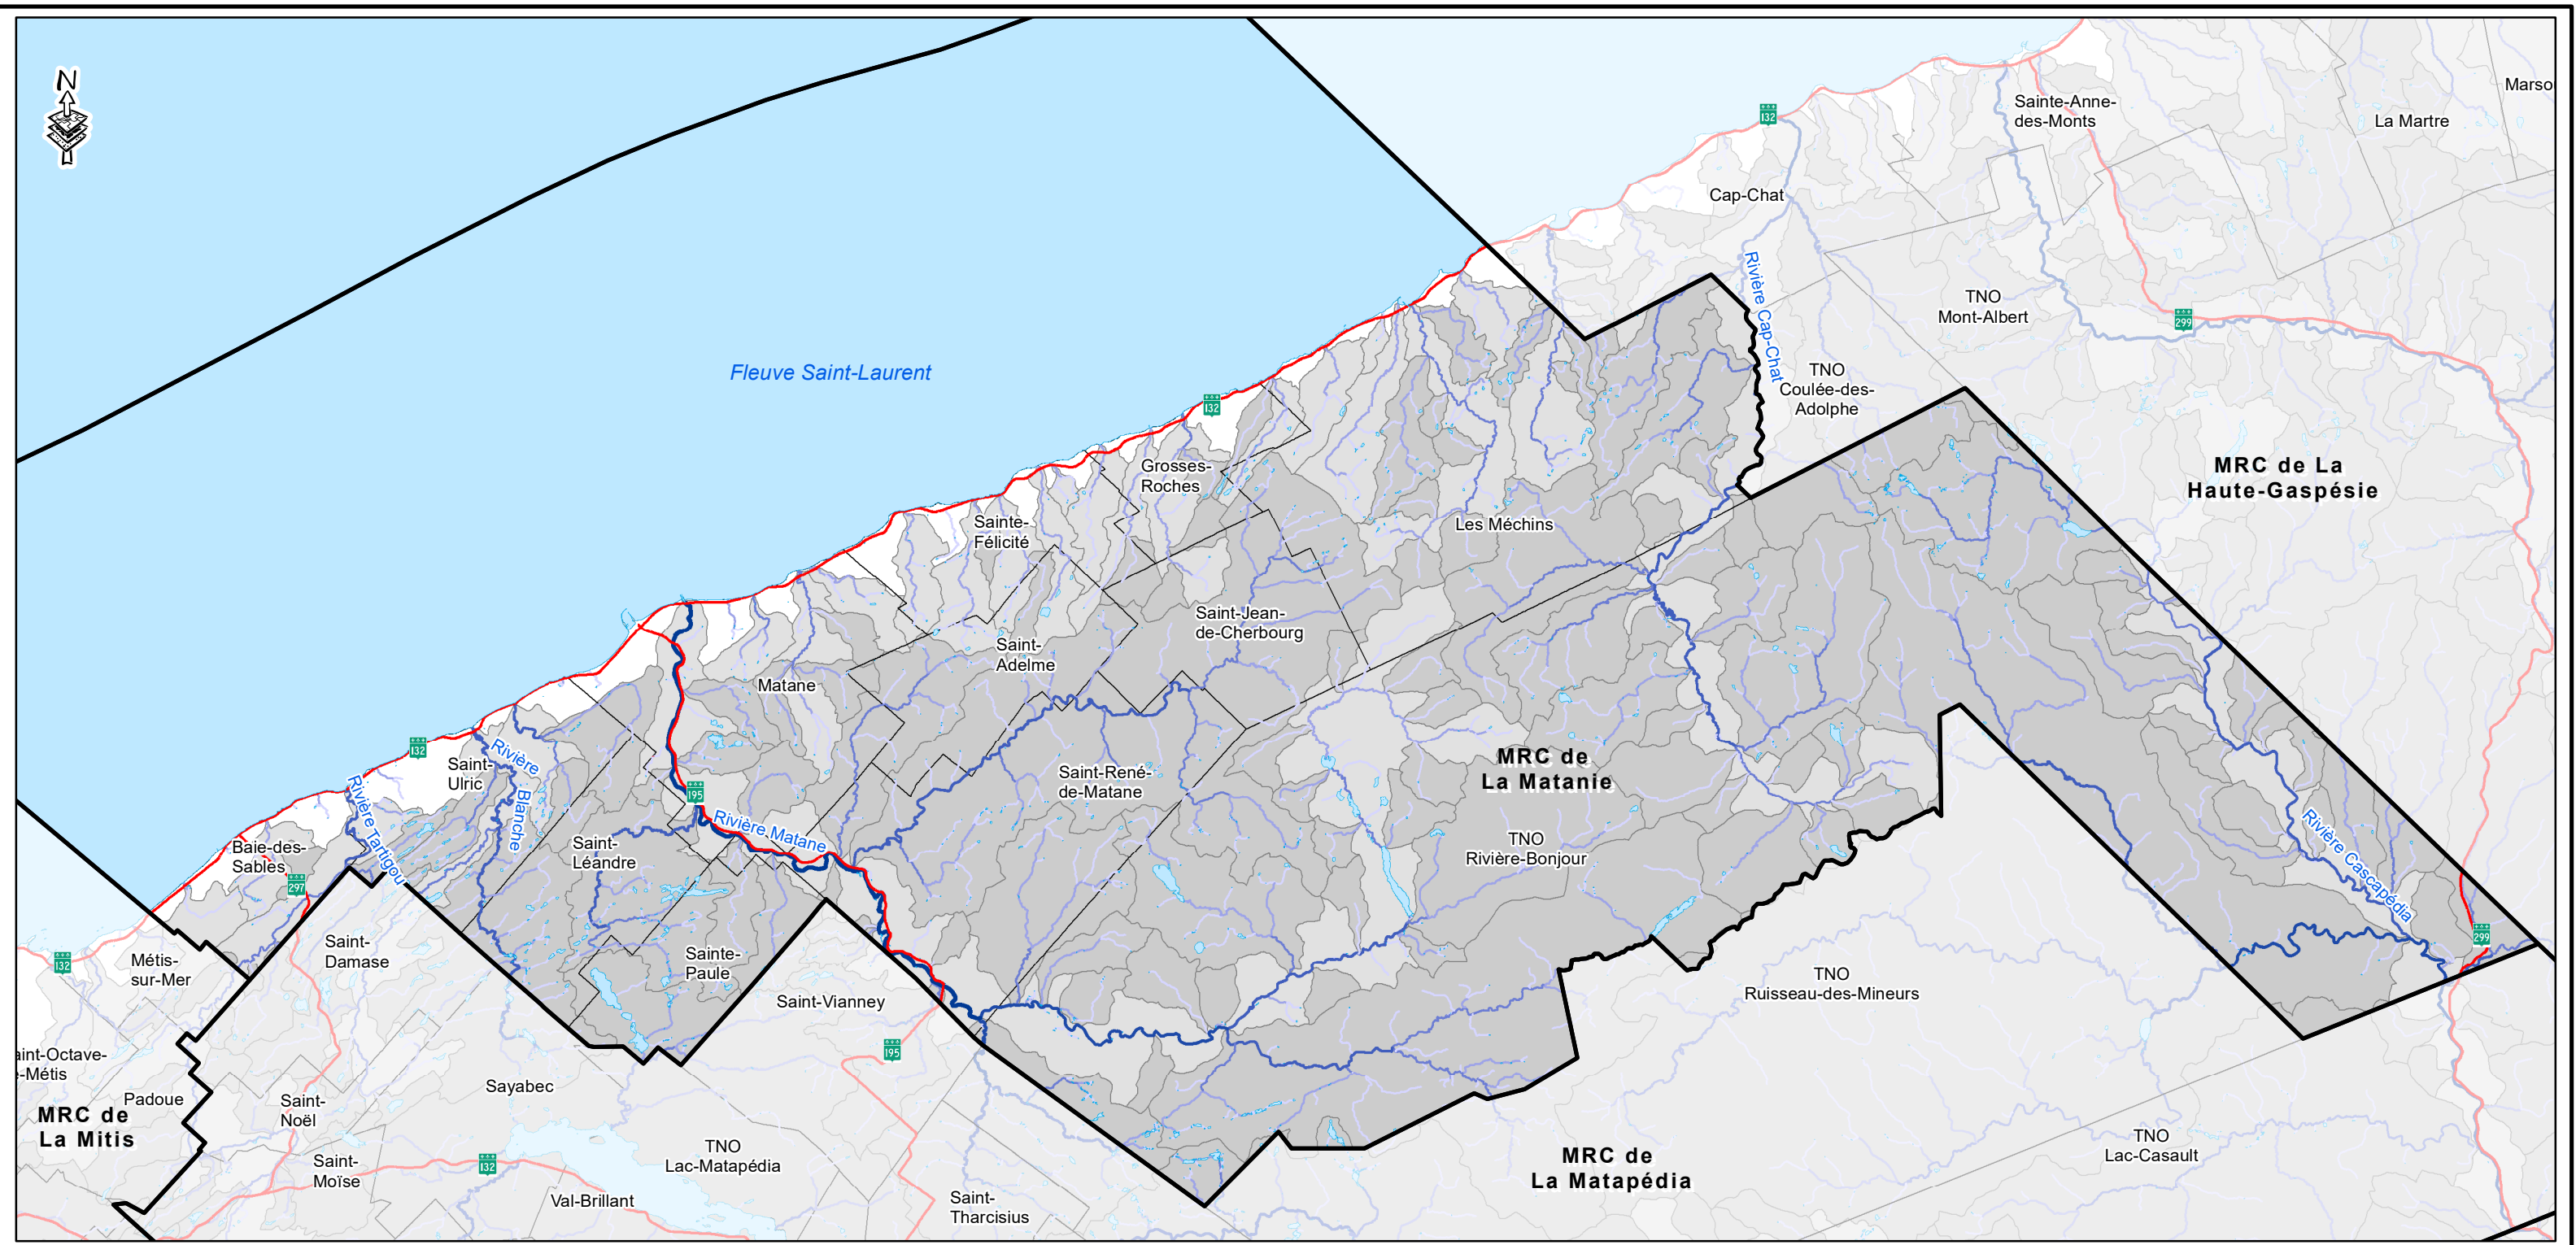 N
132
Sainte-Anne-
des-Monts
Marso
La Martre
Cap-Chat
Rivière Cap-Chat
TNO
Mont-Albert
299
TNO
Coulée-des-
Adolphe
Fleuve Saint-Laurent
132
MRC de La
Haute-Gaspésie
Grosses-
Roches
Sainte-
Félicité
Les Méchins
Saint-Jean-
de-Cherbourg
Saint-
Adelme
Matane
132
Rivière
Blanche
Saint-
Ulric
Saint-René-
de-Matane
MRC de
La Matanie
195
Rivière Matane
Rivière Tartigou
Baie-des-
Sables
297
Saint-
Léandre
TNO
Rivière-Bonjour
Rivière Cascapédia
299
132
Métis-
sur-Mer
Saint-
Damase
Sainte-
Paule
Saint-Vianney
TNO
Ruisseau-des-Mineurs
195
aint-Octave-
e-Métis
Padoue
MRC de
La Mitis
Saint-
Noël
Sayabec
TNO
Lac-Matapédia
Saint-
Moïse
132
Val-Brillant
Saint-
Tharcisius
MRC de
La Matapédia
TNO
Lac-Casault